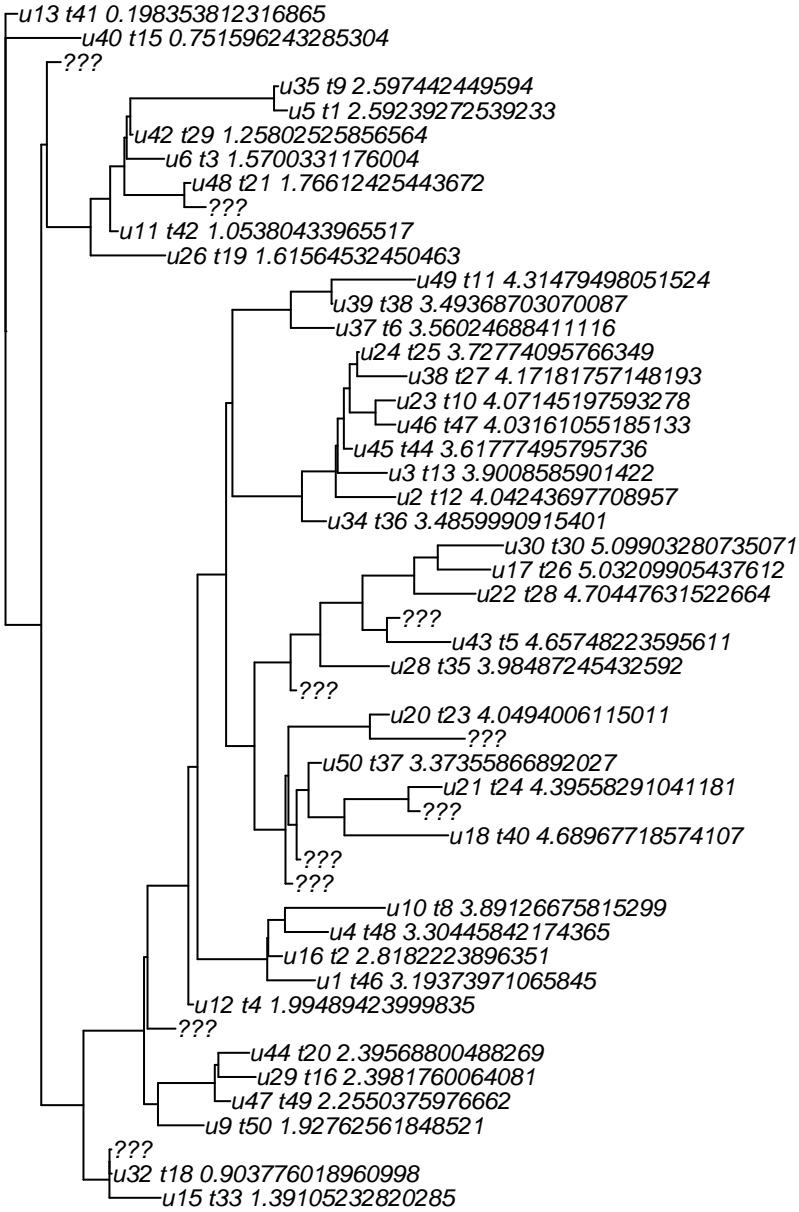 u13 t41 0.198353812316865
u40 t15 0.751596243285304
???
u35 t9 2.597442449594
u5 t1 2.59239272539233
u42 t29 1.25802525856564
u6 t3 1.5700331176004
u48 t21 1.76612425443672
???
u11 t42 1.05380433965517
u26 t19 1.61564532450463
u49 t11 4.31479498051524
u39 t38 3.49368703070087
u37 t6 3.56024688411116
u24 t25 3.72774095766349
u38 t27 4.17181757148193
u23 t10 4.07145197593278
u46 t47 4.03161055185133
u45 t44 3.61777495795736
u3 t13 3.9008585901422
u2 t12 4.04243697708957
u34 t36 3.4859990915401
u30 t30 5.09903280735071
u17 t26 5.03209905437612
u22 t28 4.70447631522664
???
u43 t5 4.65748223595611
u28 t35 3.98487245432592
???
u20 t23 4.0494006115011
???
u50 t37 3.37355866892027
u21 t24 4.39558291041181
???
u18 t40 4.68967718574107
???
???
u10 t8 3.89126675815299
u4 t48 3.30445842174365
u16 t2 2.8182223896351
u1 t46 3.19373971065845
u12 t4 1.99489423999835
???
u44 t20 2.39568800488269
u29 t16 2.3981760064081
u47 t49 2.2550375976662
u9 t50 1.92762561848521
???
u32 t18 0.903776018960998
u15 t33 1.39105232820285